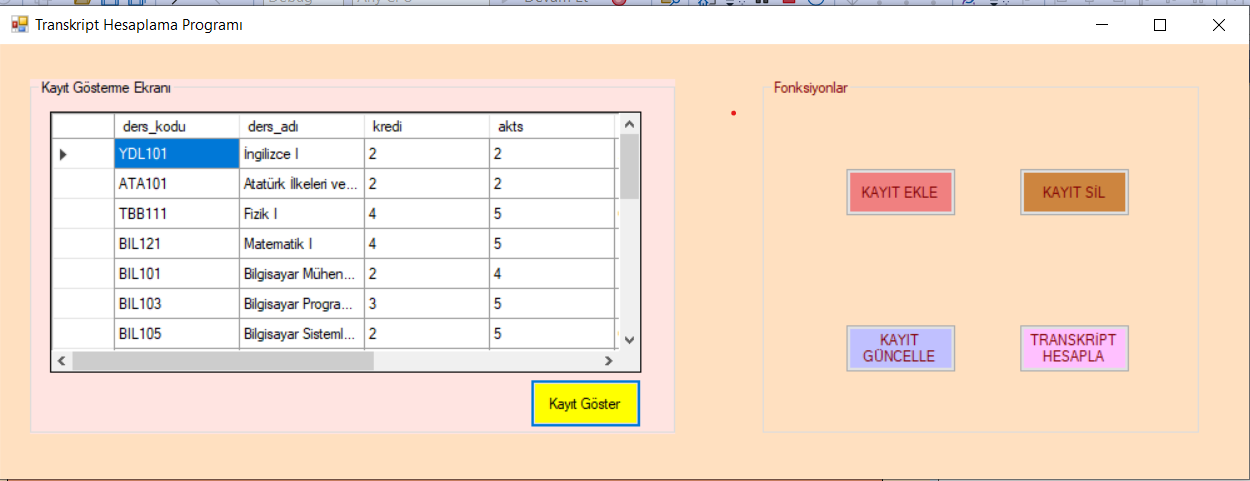 Devam Et
Transkript Hesaplama Programı
Kayıt Gösterme Ekranı
ders_kodu ders_adı kredi akts
YDL101 İngilizce I 2 2
ATA101 Atatürk İlkeleri ve... 2 2
TBB111 Fizik I 4 5
BIL121 Matematik I 4 5
BIL101 Bilgisayar Mühen... 2 4
BIL103 Bilgisayar Progra... 3 5
BIL105 Bilgisayar Sisteml... 2 5
Kayıt Göster
Fonksiyonlar
KAYIT EKLE
KAYIT SİL
KAYIT
GÜNCELLE
TRANSKRİPT
HESAPLA